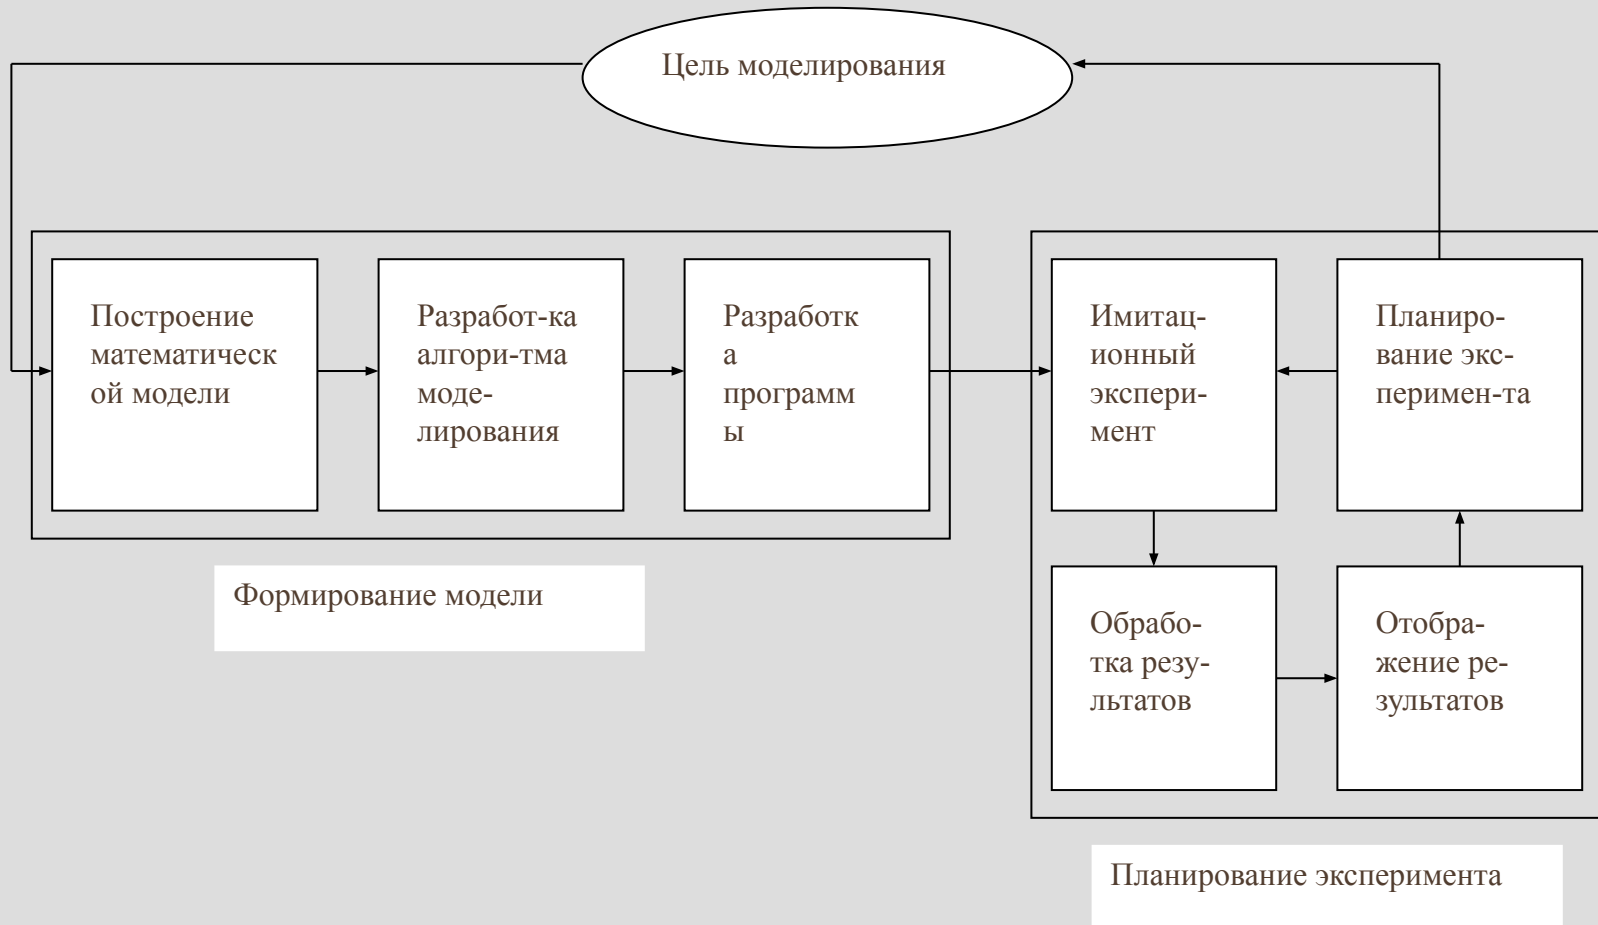 Цель моделирования
Построение
математическ
ой модели
Разработ-ка
алгори-тма
моде-
лирования
Разработк
а
программ
ы
Имитац-
ионный
экспери-
мент
Планиро-
вание экс-
перимен-та
Формирование модели
Обрабо-
тка резу-
льтатов
Отобра-
жение ре-
зультатов
Планирование эксперимента